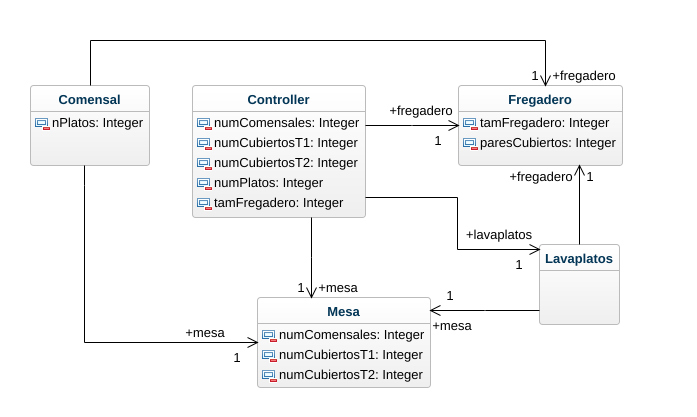 1 +fregadero
Comensal
nPlatos: Integer
Controller
numComensales: Integer
numCubiertosT1: Integer
numCubiertosT2: Integer
numPlatos: Integer
tamFregadero: Integer
+fregadero
1
Fregadero
tamFregadero: Integer
paresCubiertos: Integer
+fregadero 1
+lavaplatos
1
Lavaplatos
1 +mesa
1
+mesa
Mesa
numComensales: Integer
numCubiertosT1: Integer
numCubiertosT2: Integer
+mesa
1